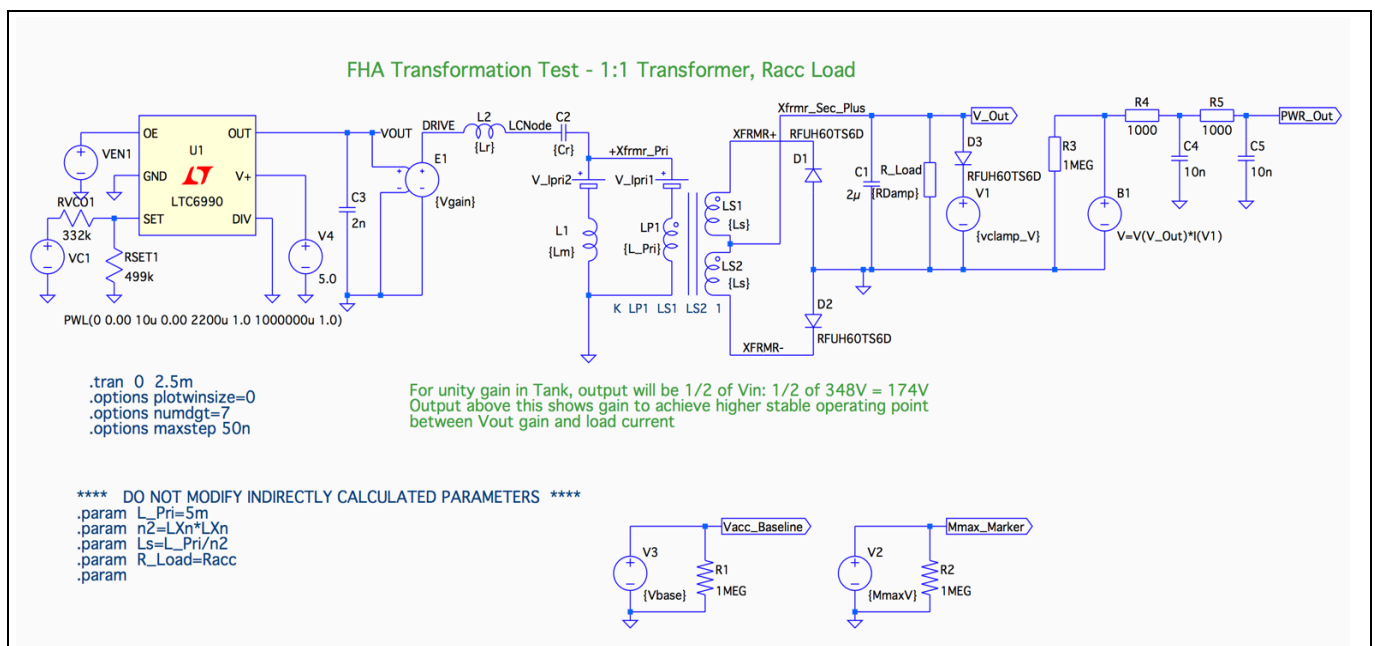 FHA Transformation Test - 1:1 Transformer, Racc Load
OE
OUT
GND
V+
SET
DIV
U1
LTC6990
VEN1
RVCO1
332k
VC1
RSET1
499k
V4
5.0
C3
2n
VOUT
DRIVE
E1
{Vgain}
L2
{Lr}
LCNode
C2
{Cr}
+Xfrmr_Pri
V_Ipri2
V_Ipri1
L1
{Lm}
LP1
{L_Pri}
LS1
{Ls}
LS2
{Ls}
K LP1 LS1 LS2 1
XFRMR+
XFRMR-
Xfrmr_Sec_Plus
RFUH60TS6D
D1
D2
RFUH60TS6D
C1
2µ
R_Load
{RDamp}
V_Out
D3
RFUH60TS6D
V1
{vclamp_V}
R3
1MEG
B1
V=V(V_Out)*I(V1)
R4
1000
R5
1000
C4
10n
C5
10n
PWR_Out
PWL(0 0.00 10u 0.00 2200u 1.0 1000000u 1.0)
.tran 0 2.5m
.options plotwinsize=0
.options numdgt=7
.options maxstep 50n
For unity gain in Tank, output will be 1/2 of Vin: 1/2 of 348V = 174V
Output above this shows gain to achieve higher stable operating point
between Vout gain and load current
**** DO NOT MODIFY INDIRECTLY CALCULATED PARAMETERS ****
.param L_Pri=5m
.param n2=LXn*LXn
.param Ls=L_Pri/n2
.param R_Load=Racc
.param
Vacc_Baseline
V3
{Vbase}
R1
1MEG
Mmax_Marker
V2
{MmaxV}
R2
1MEG